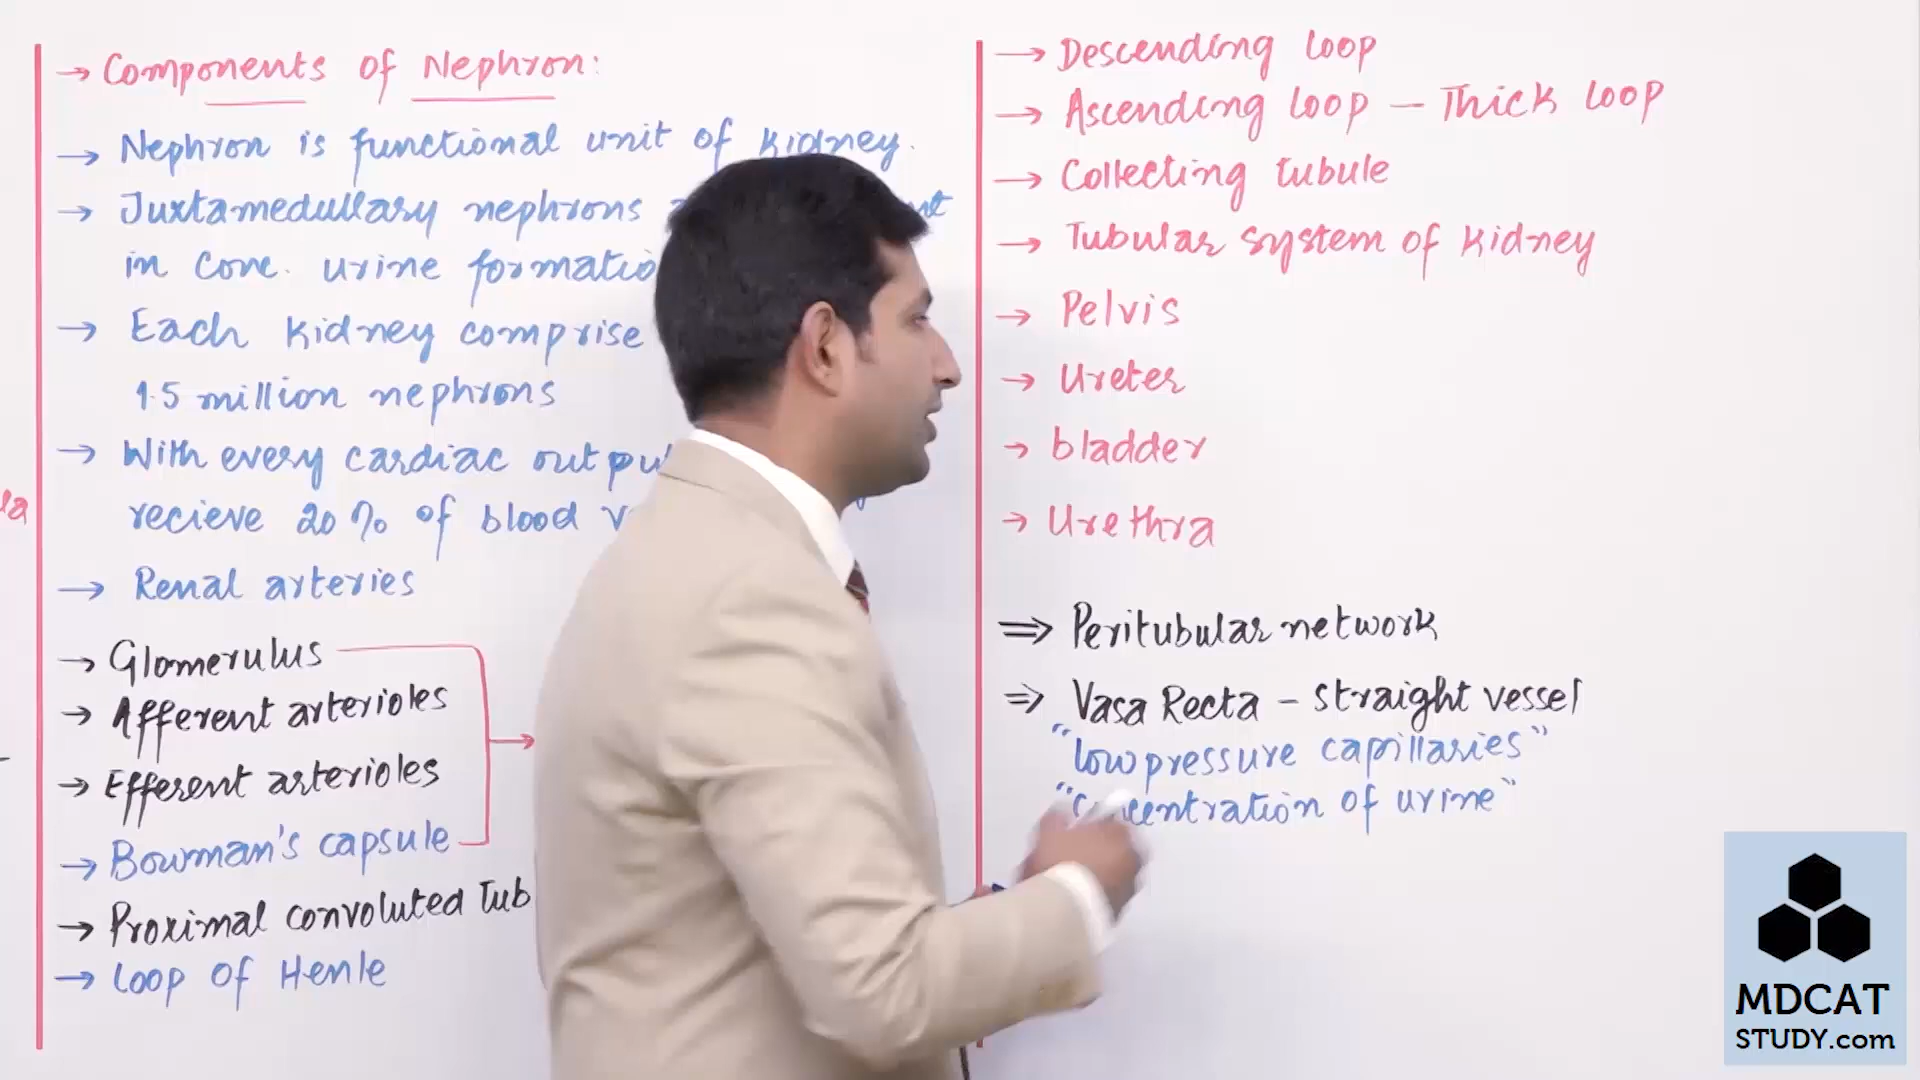 → Components of Nephron:
→ Nephron is functional unit of kidney.
→ Juxtamedullary nephrons
in conc. urine formatio
→ Each kidney comprise
1.5 million nephrons
→ With every cardiac outpu
recieve 20% of blood v
→ Renal arteries
→ Glomerulus
→ Afferent arterioles
→ Efferent arterioles
→ Bowman's capsule
→ Proximal convoluted Tub
→ Loop of Henle
→ Descending loop
→ Ascending loop - Thick loop
→ Collecting tubule
→ Tubular system of kidney
→ Pelvis
→ Ureter
→ bladder
→ Urethra
⇒ Peritubular network
⇒ Vasa Recta - straight vessel
"low pressure capillaries"
"concentration of urine"
MDCAT
STUDY.com